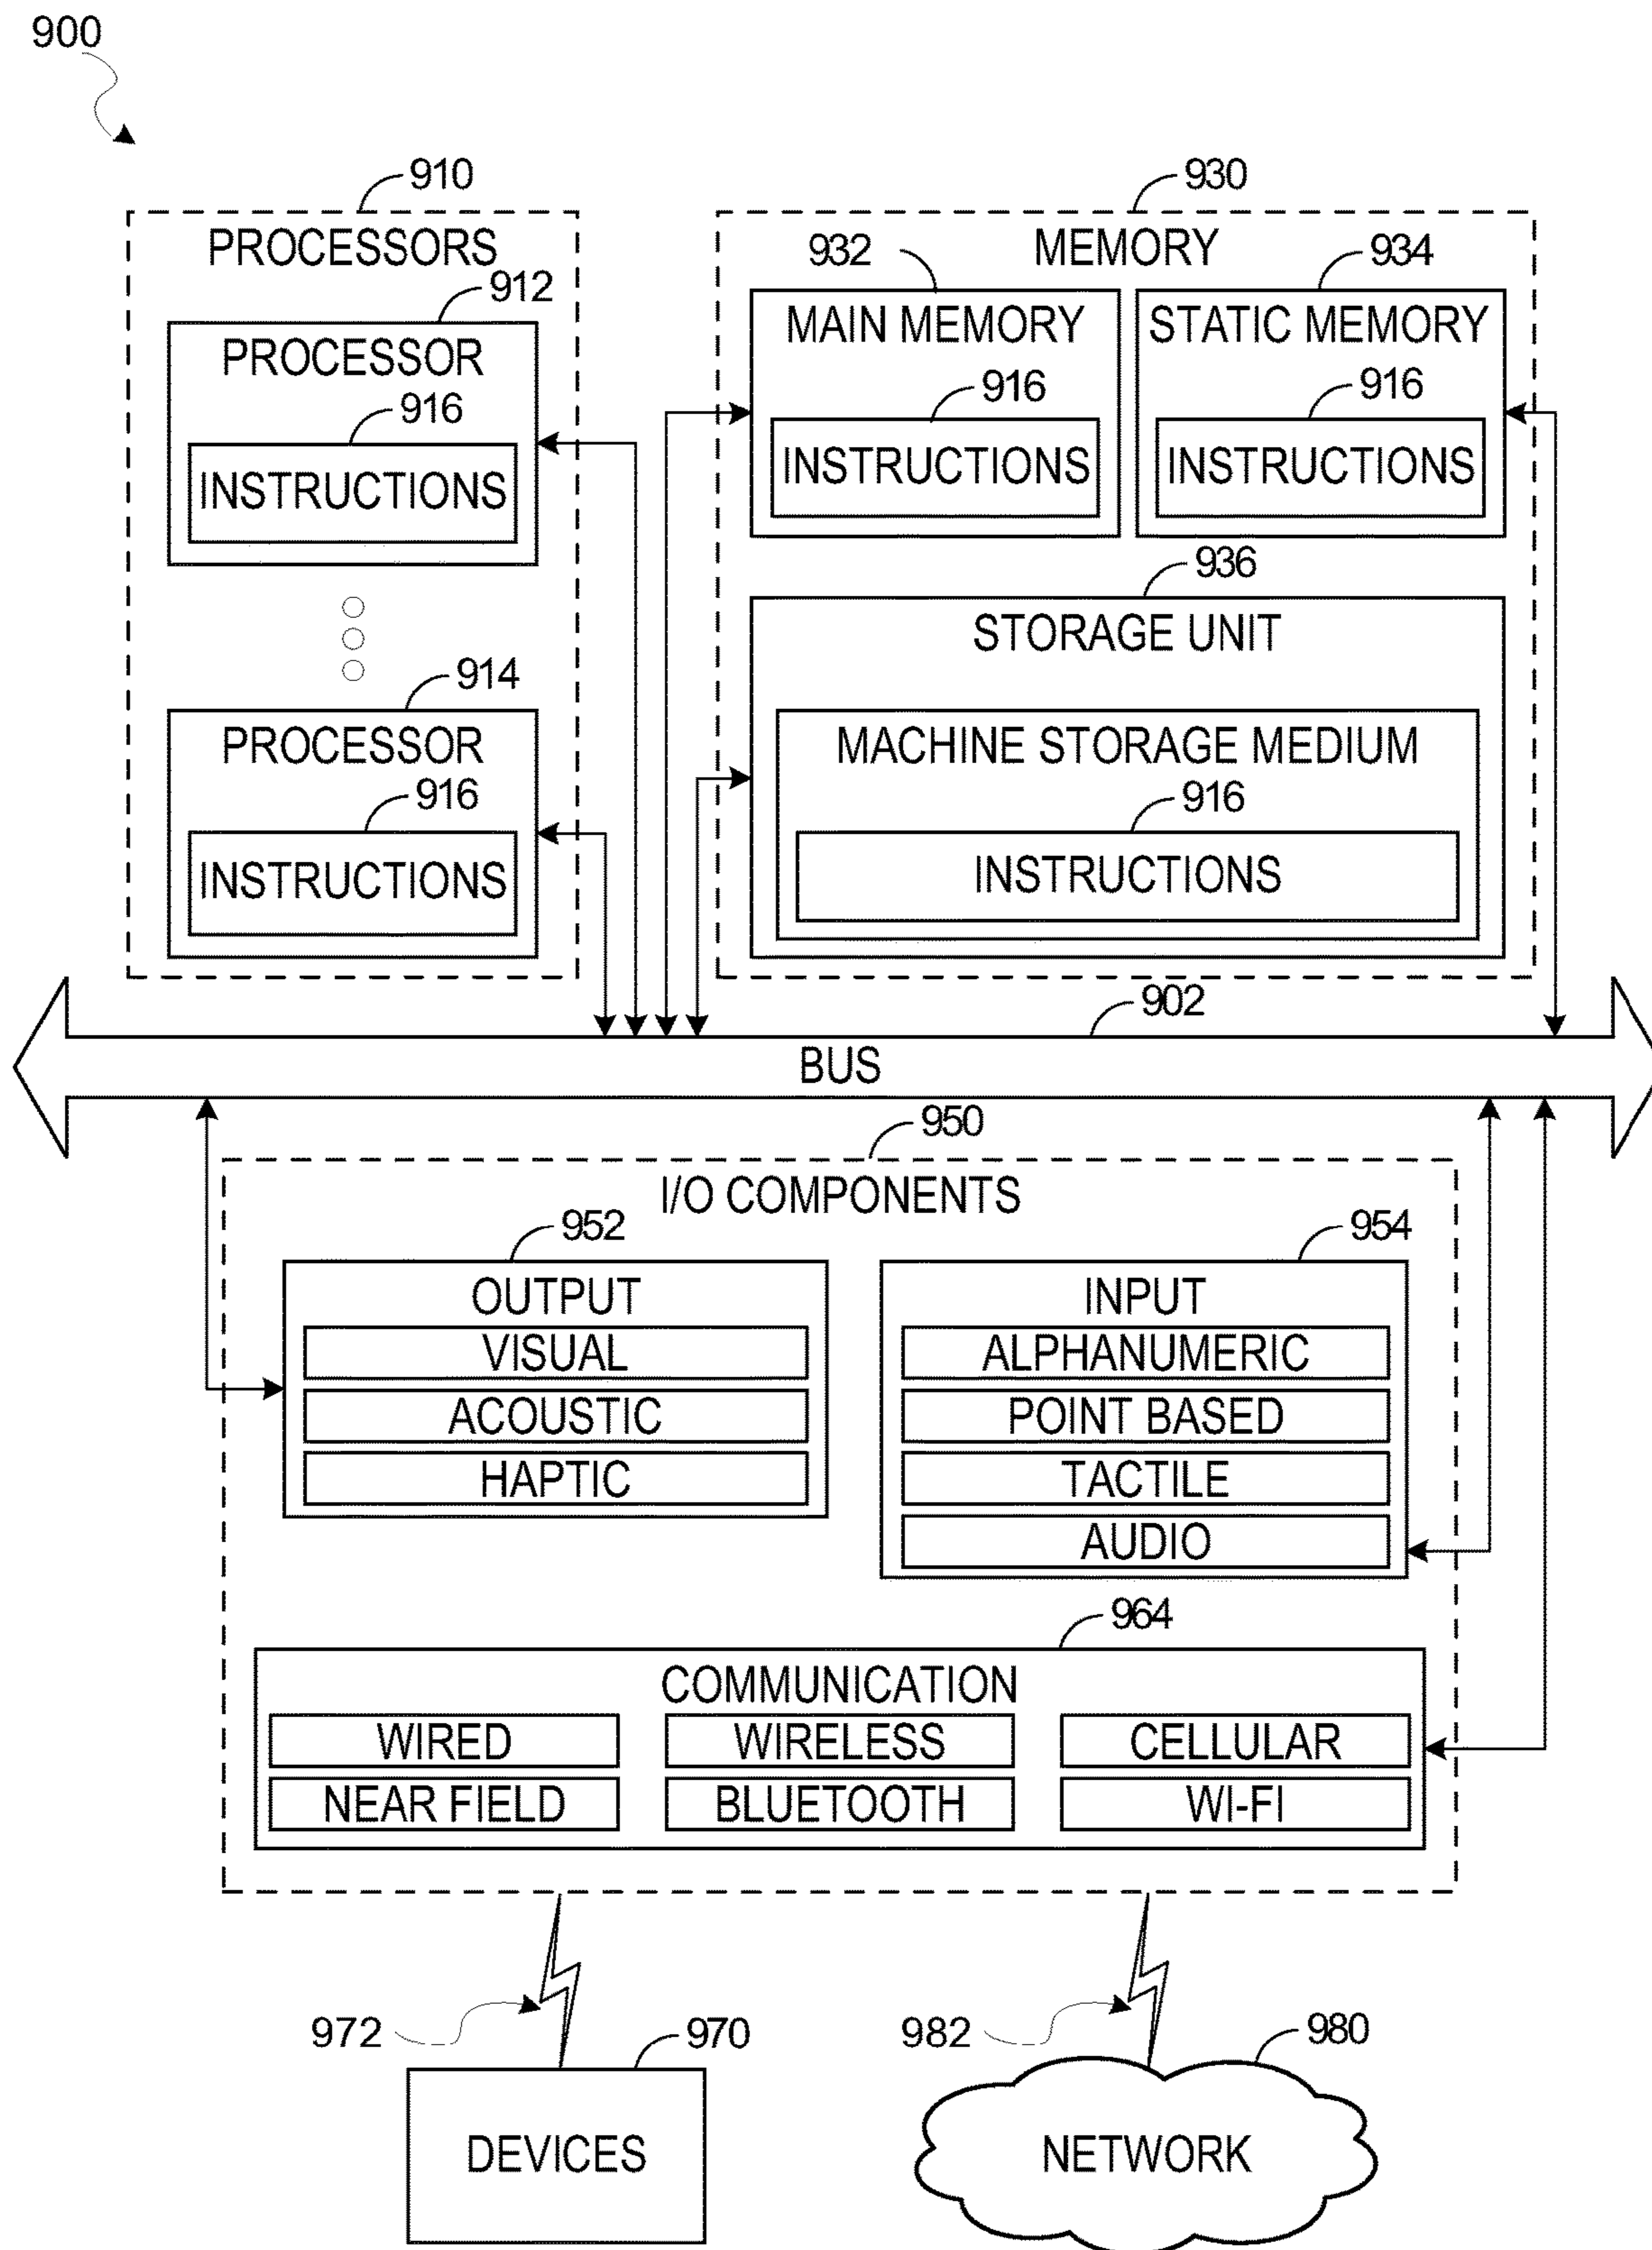 900
910
PROCESSORS
912
PROCESSOR
916
INSTRUCTIONS
914
PROCESSOR
916
INSTRUCTIONS
930
MEMORY
932
MAIN MEMORY
916
INSTRUCTIONS
934
STATIC MEMORY
916
INSTRUCTIONS
936
STORAGE UNIT
MACHINE STORAGE MEDIUM
916
INSTRUCTIONS
902
BUS
950
I/O COMPONENTS
952
OUTPUT
VISUAL
ACOUSTIC
HAPTIC
954
INPUT
ALPHANUMERIC
POINT BASED
TACTILE
AUDIO
964
COMMUNICATION
WIRED
WIRELESS
CELLULAR
NEAR FIELD
BLUETOOTH
WI-FI
972
970
DEVICES
982
980
NETWORK